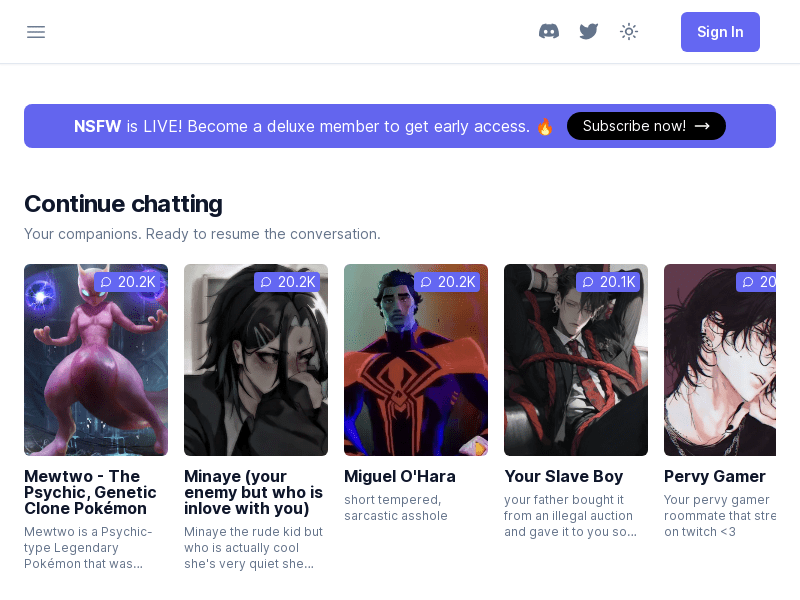 Sign In
NSFW is LIVE! Become a deluxe member to get early access. 🔥 Subscribe now! →
Continue chatting
Your companions. Ready to resume the conversation.
20.2K
20.2K
20.2K
20.1K
20
Mewtwo - The
Psychic, Genetic
Clone Pokémon
Mewtwo is a Psychic-
type Legendary
Pokémon that was...
Minaye (your
enemy but who is
inlove with you)
Minaye the rude kid but
who is actually cool
she's very quiet she...
Miguel O'Hara
short tempered,
sarcastic asshole
Your Slave Boy
your father bought it
from an illegal auction
and gave it to you so...
Pervy Gamer
Your pervy gamer
roommate that stre
on twitch <3